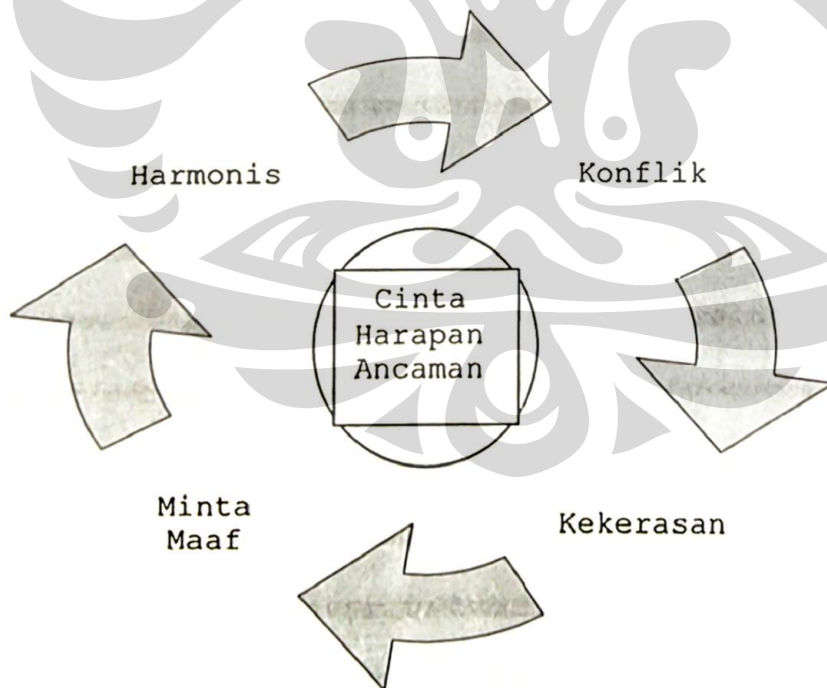 Harmonis
Konflik
Cinta
Harapan
Ancaman
Minta
Maaf
Kekerasan